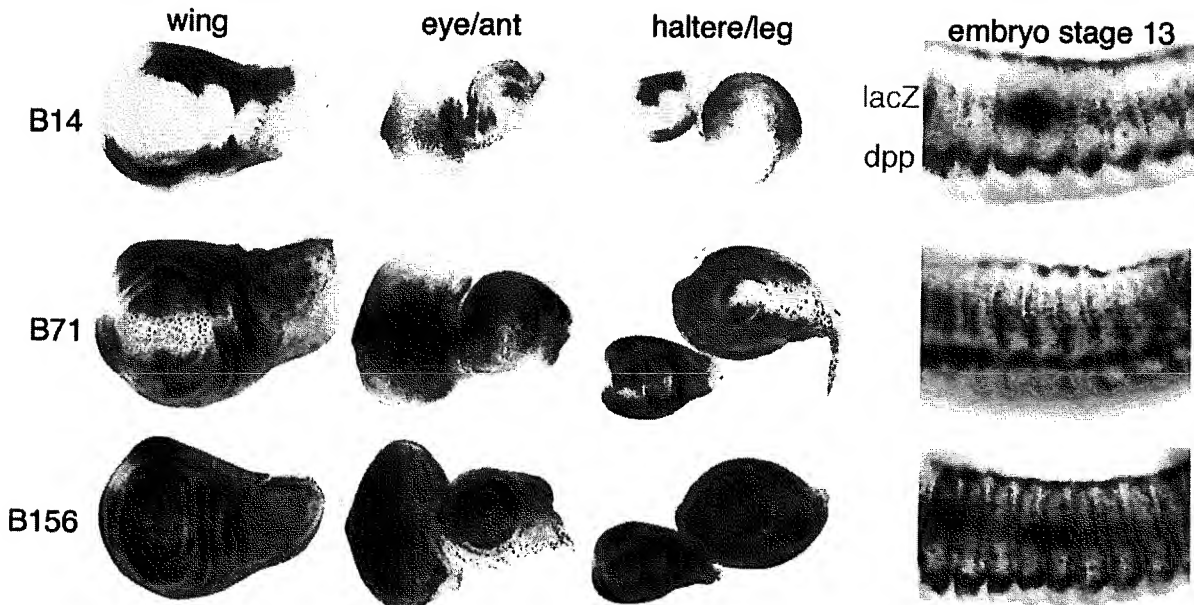 wing eye/ant haltere/leg embryo stage 13
B14
lacZ
dpp
B71
B156